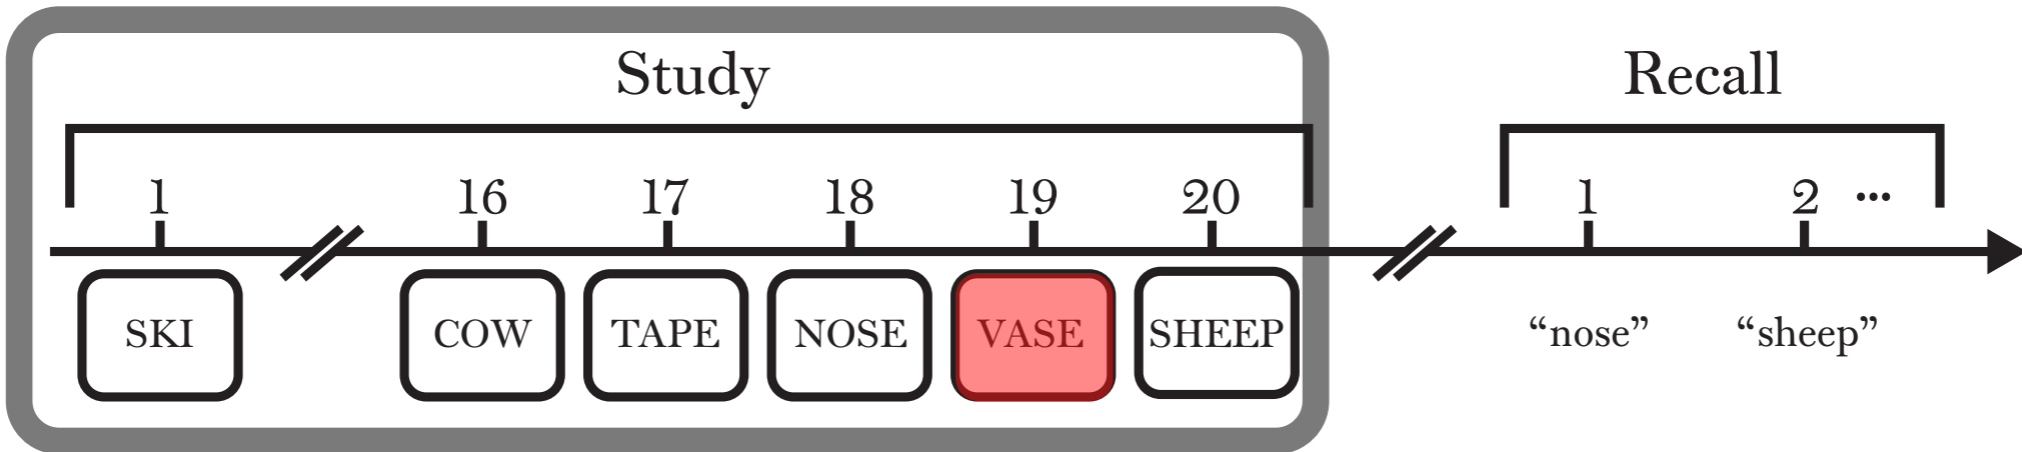 Study Recall
1 16 17 18 19 20 1 2 ...
SKI COW TAPE NOSE VASE SHEEP “nose” “sheep”